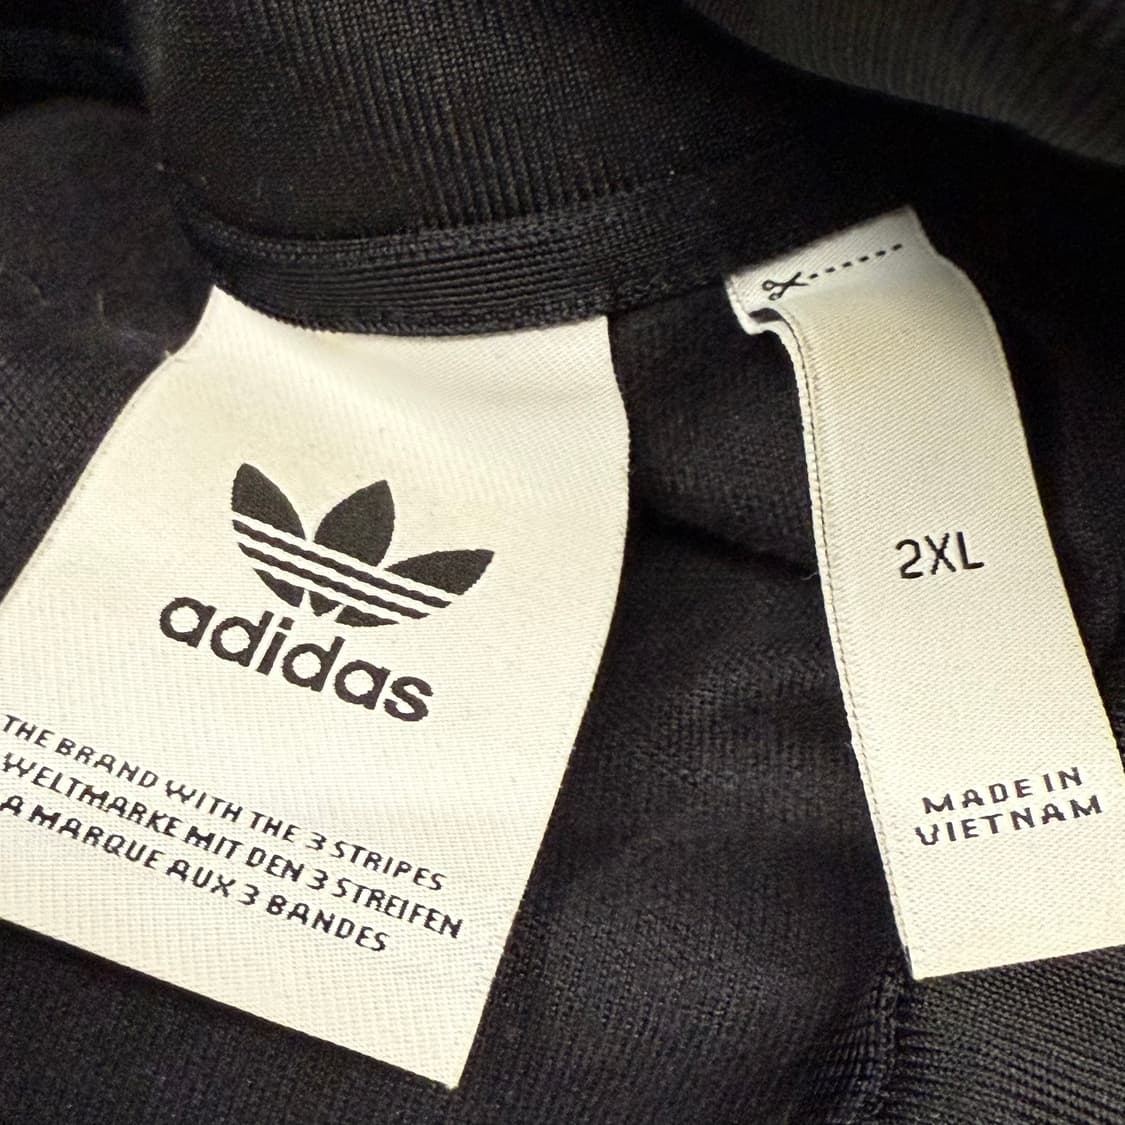 adidas
THE BRAND WITH THE 3 STRIPES
WELTMARKE MIT DEN 3 STREIFEN
A MARQUE AUX 3 BANDES
2XL
MADE IN
VIETNAM